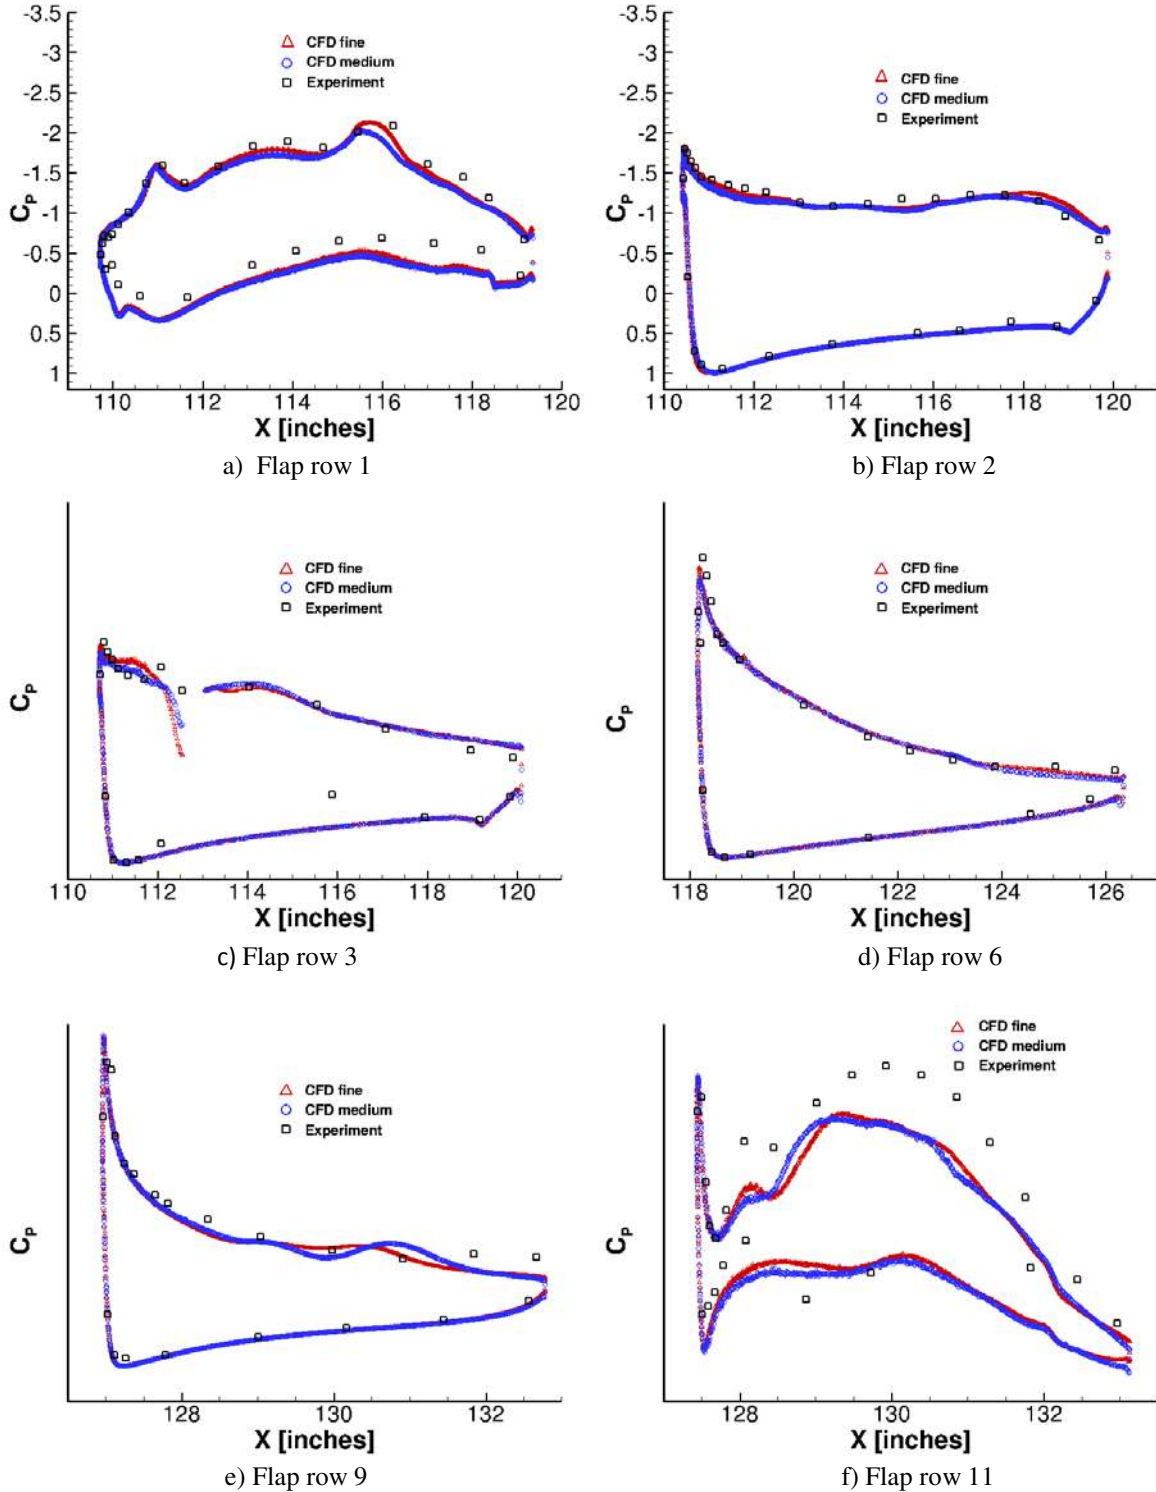 -3.5
-3
-2.5
-2
-1.5
-1
-0.5
0
0.5
1
CP
CFD fine
CFD medium
Experiment
110 112 114 116 118 120
X [inches]
a) Flap row 1
-3.5
-3
-2.5
-2
-1.5
-1
-0.5
0
0.5
1
CP
CFD fine
CFD medium
Experiment
110 112 114 116 118 120
X [inches]
b) Flap row 2
CP
CFD fine
CFD medium
Experiment
110 112 114 116 118 120
X [inches]
c) Flap row 3
CP
CFD fine
CFD medium
Experiment
118 120 122 124 126
X [inches]
d) Flap row 6
CP
CFD fine
CFD medium
Experiment
128 130 132
X [inches]
e) Flap row 9
CP
CFD fine
CFD medium
Experiment
128 130 132
X [inches]
f) Flap row 11